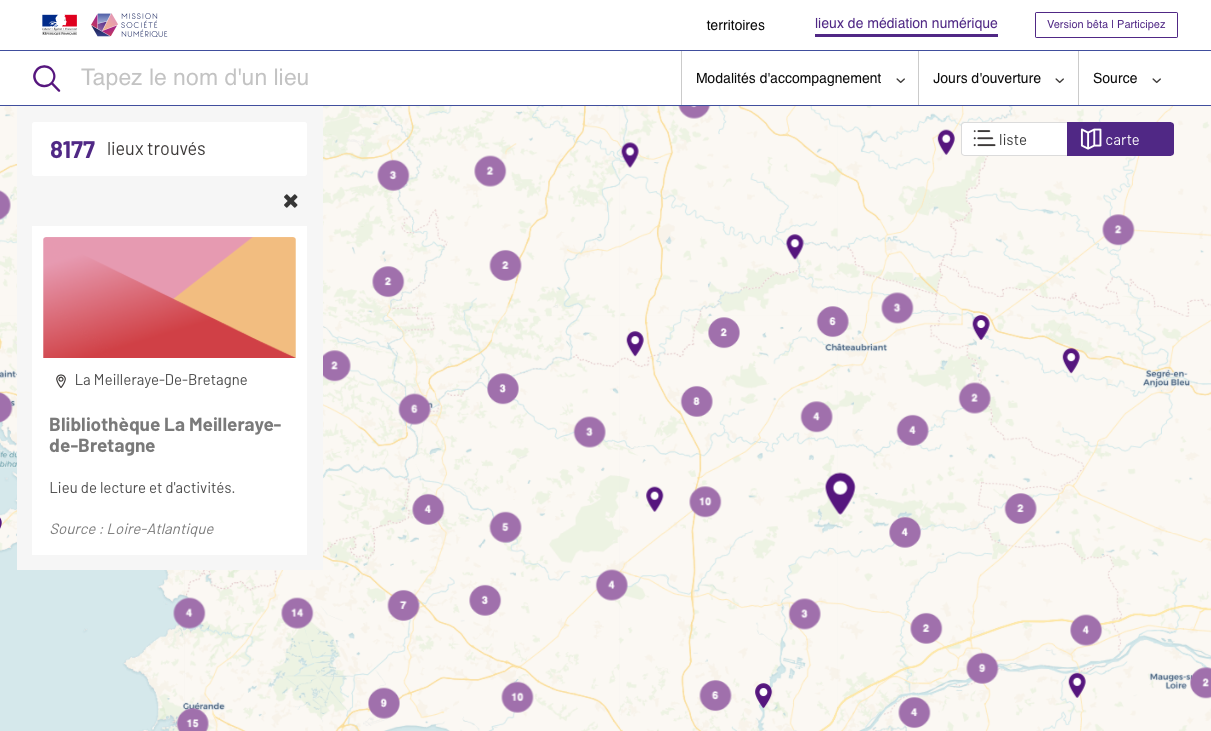 RÉPUBLIQUE FRANÇAISE
MISSION
SOCIÉTÉ
NUMÉRIQUE
territoires
lieux de médiation numérique
Version bêta I Participez
Tapez le nom d'un lieu
Modalités d'accompagnement
Jours d'ouverture
Source
8177 lieux trouvés
liste
carte
✖
La Meilleraye-De-Bretagne
Blibliothèque La Meilleraye-
de-Bretagne
Lieu de lecture et d'activités.
Source : Loire-Atlantique
3
2
2
2
2
2
6
3
Châteaubriant
2
Segré-en-
Anjou Bleu
6
3
3
8
4
4
2
4
5
10
4
2
4
14
7
3
4
3
2
4
9
Mauges-s
Loire
2
Guérande
15
9
10
6
4